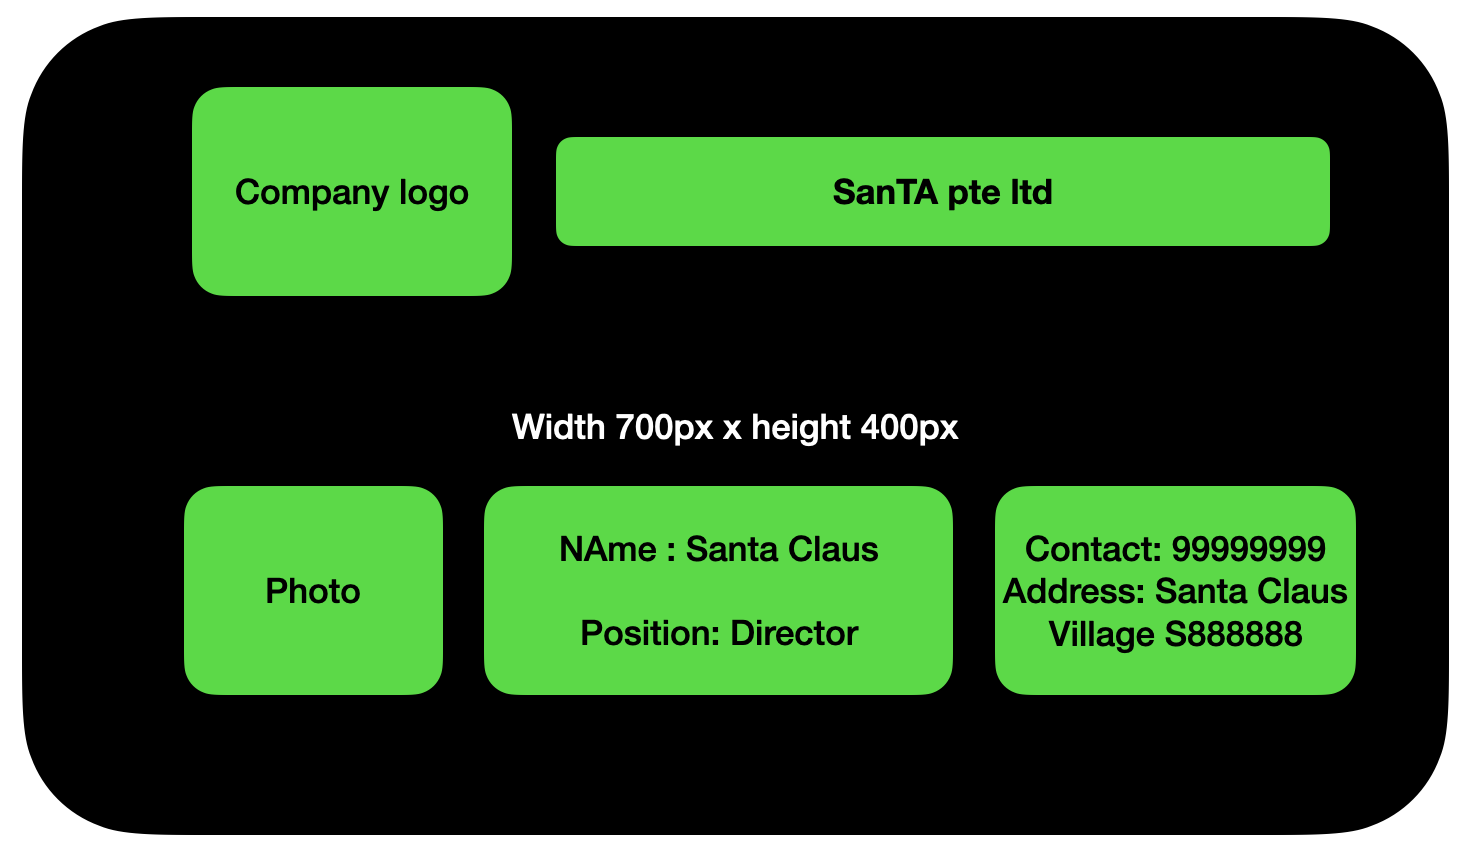 Company logo
SanTA pte ltd
Width 700px x height 400px
Photo
NAme : Santa Claus
Position: Director
Contact: 99999999
Address: Santa Claus
Village S888888